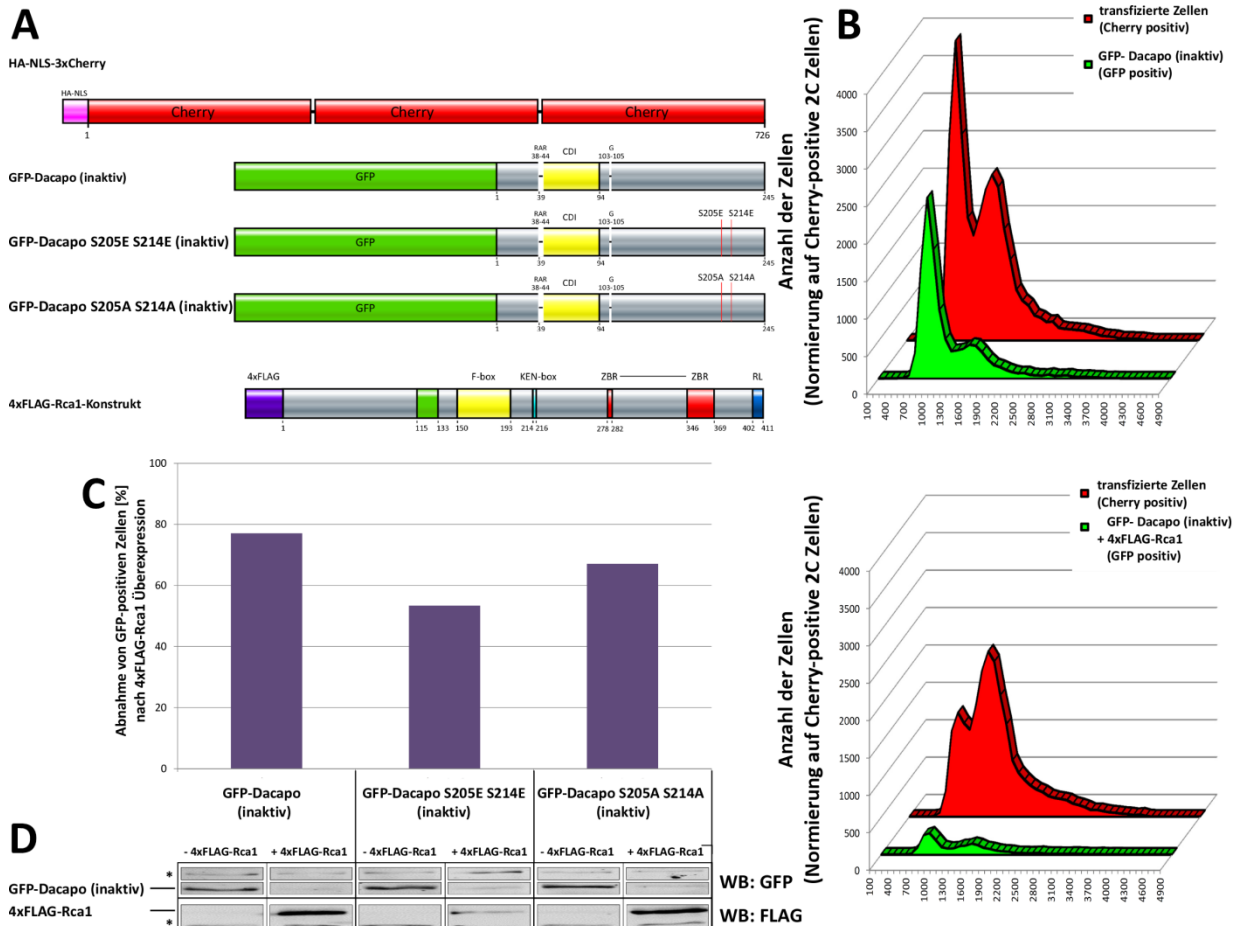 A
HA-NLS-3xCherry
HA-NLS
Cherry
Cherry
Cherry
1
726
GFP-Dacapo (inaktiv)
GFP
RAR
38-44
CDI
G
103-105
1
39
94
245
GFP-Dacapo S205E S214E (inaktiv)
GFP
RAR
38-44
CDI
G
103-105
S205E
S214E
1
39
94
245
GFP-Dacapo S205A S214A (inaktiv)
GFP
RAR
38-44
CDI
G
103-105
S205A
S214A
1
39
94
245
4xFLAG-Rca1-Konstrukt
4xFLAG
F-box
KEN-box
ZBR
ZBR
RL
1
115
133
150
193
214
216
278
282
346
369
402
411
B
transfizierte Zellen
(Cherry positiv)
GFP- Dacapo (inaktiv)
(GFP positiv)
Anzahl der Zellen
(Normierung auf Cherry-positive 2C Zellen)
4000
3500
3000
2500
2000
1500
1000
500
0
100
400
700
1000
1300
1600
1900
2200
2500
2800
3100
3400
3700
4000
4300
4600
4900
transfizierte Zellen
(Cherry positiv)
GFP- Dacapo (inaktiv)
+ 4xFLAG-Rca1
(GFP positiv)
Anzahl der Zellen
(Normierung auf Cherry-positive 2C Zellen)
4000
3500
3000
2500
2000
1500
1000
500
0
100
400
700
1000
1300
1600
1900
2200
2500
2800
3100
3400
3700
4000
4300
4600
4900
C
Abnahme von GFP-positiven Zellen [%]
nach 4xFLAG-Rca1 Überexpression
100
80
60
40
20
0
GFP-Dacapo
(inaktiv)
GFP-Dacapo S205E S214E
(inaktiv)
GFP-Dacapo S205A S214A
(inaktiv)
D
- 4xFLAG-Rca1
+ 4xFLAG-Rca1
- 4xFLAG-Rca1
+ 4xFLAG-Rca1
- 4xFLAG-Rca1
+ 4xFLAG-Rca1
*
GFP-Dacapo (inaktiv)
WB: GFP
4xFLAG-Rca1
*
WB: FLAG